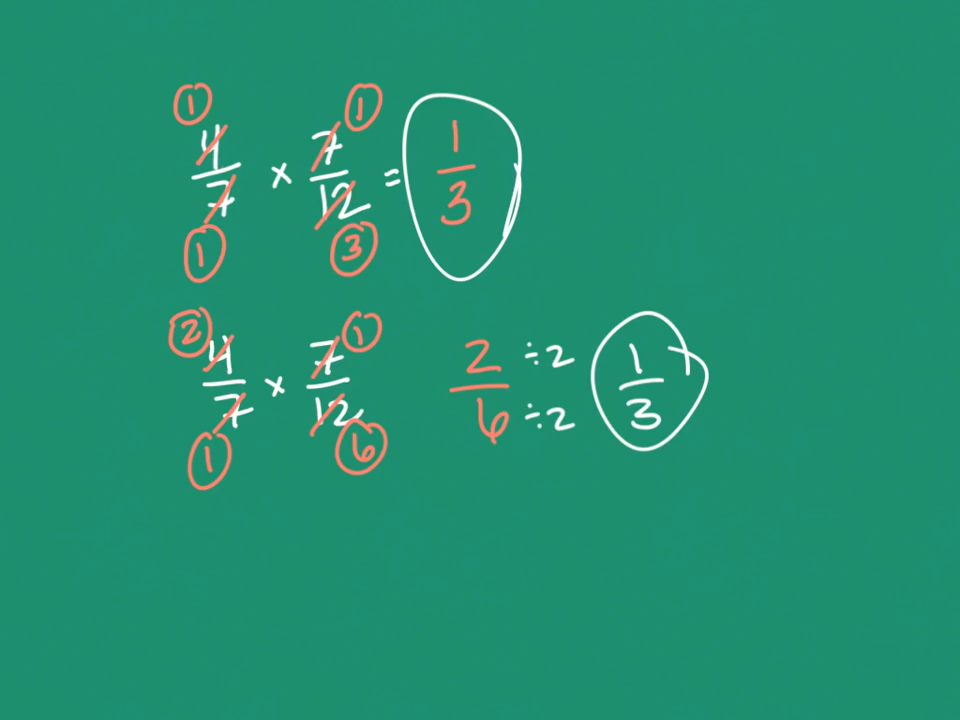 ① ①
4/7 × 7/12 = 1/3
① ③
② ①
4/7 × 7/12 2/6 ÷2 ÷2 1/3
① ⑥